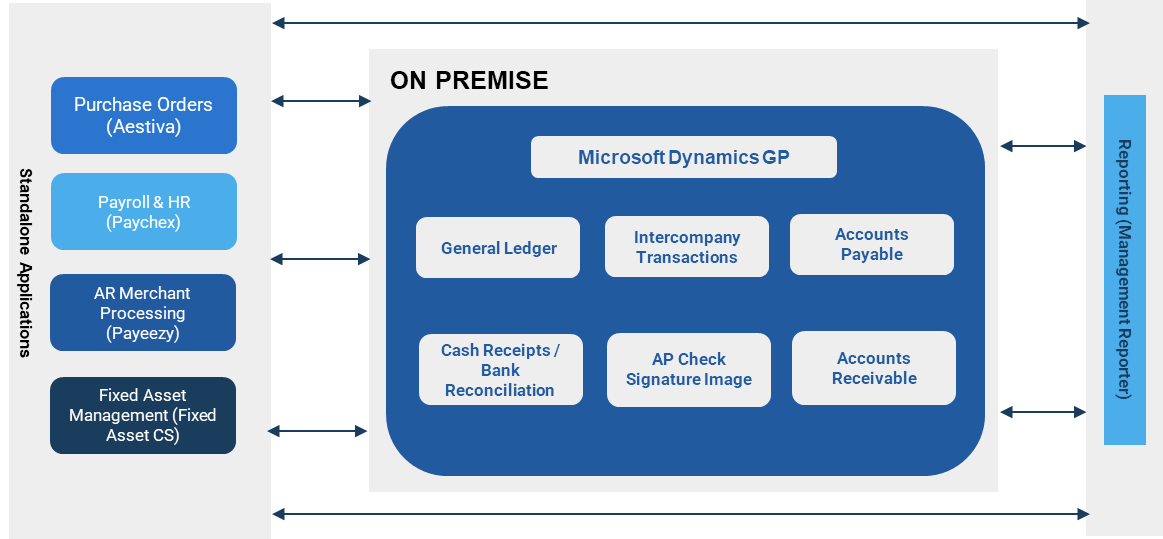 Standalone Applications
Purchase Orders
(Aestiva)
Payroll & HR
(Paychex)
AR Merchant
Processing
(Payeezy)
Fixed Asset
Management (Fixed
Asset CS)
ON PREMISE
Microsoft Dynamics GP
General Ledger
Intercompany
Transactions
Accounts
Payable
Cash Receipts /
Bank
Reconciliation
AP Check
Signature Image
Accounts
Receivable
Reporting (Management Reporter)